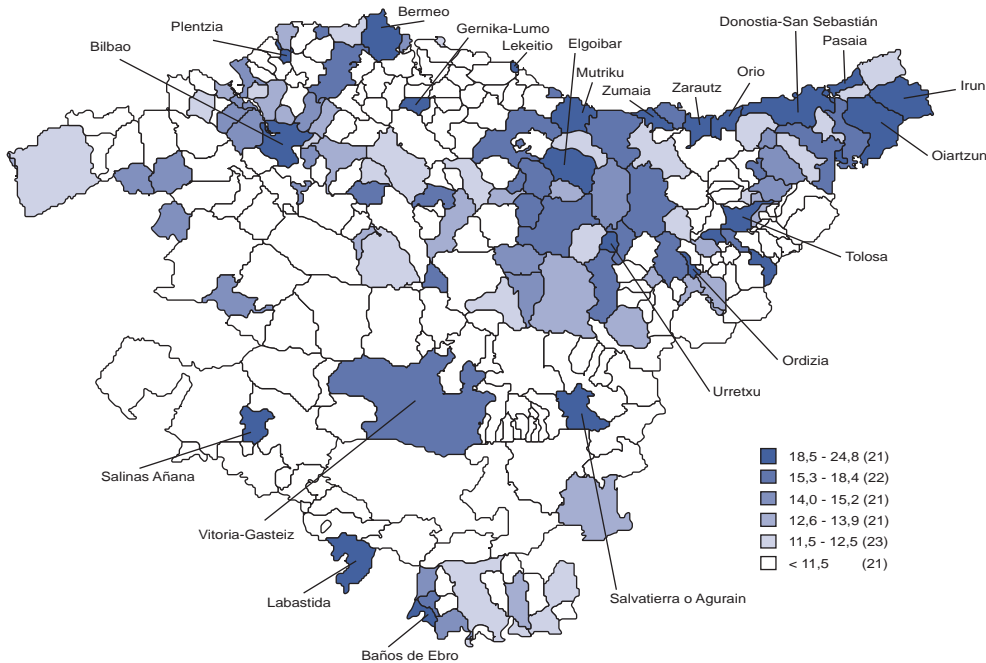 Bermeo
Plentzia
Gernika-Lumo
Donostia-San Sebastián
Bilbao
Lekeitio
Elgoibar
Pasaia
Mutriku
Orio
Zumaia
Zarautz
Irun
Oiartzun
Tolosa
Ordizia
Urretxu
Salinas Añana
Vitoria-Gasteiz
Labastida
Salvatierra o Agurain
Baños de Ebro
18,5 - 24,8 (21)
15,3 - 18,4 (22)
14,0 - 15,2 (21)
12,6 - 13,9 (21)
11,5 - 12,5 (23)
< 11,5 (21)